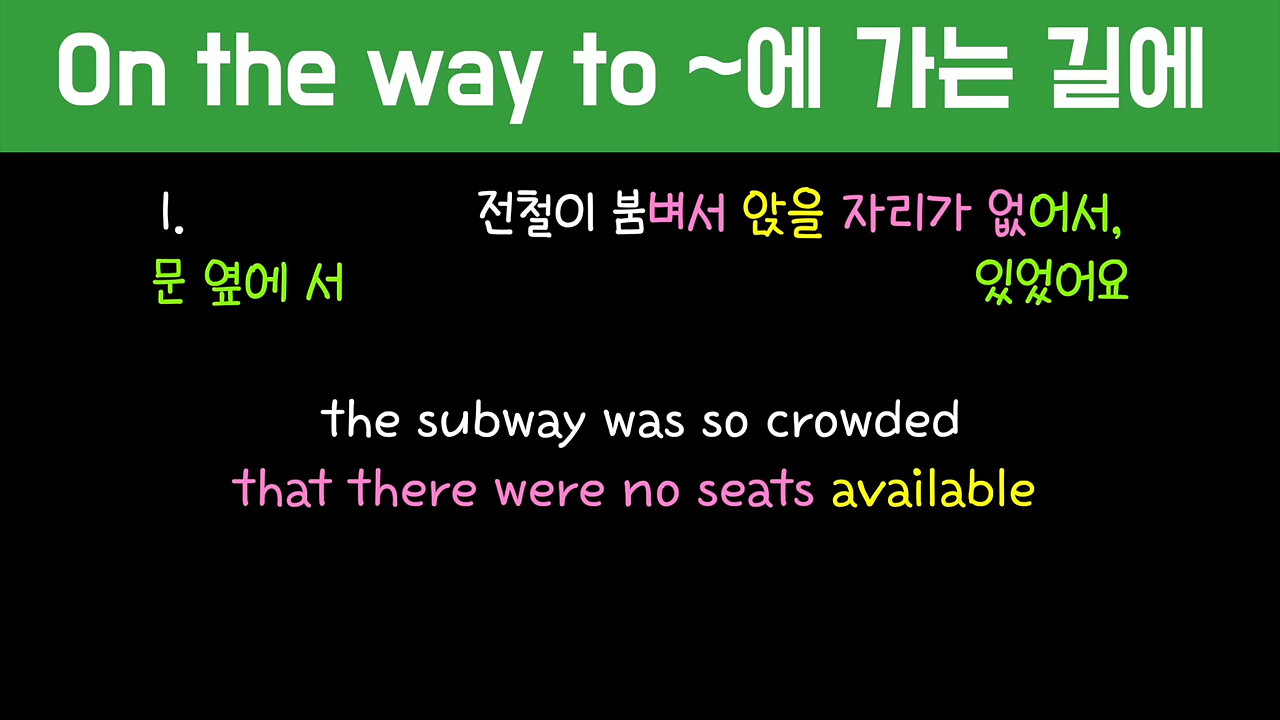 On the way to ~에 가는 길에
1. 전철이 붐벼서 앉을 자리가 없어서,
문 옆에 서 있었어요
the subway was so crowded
that there were no seats available